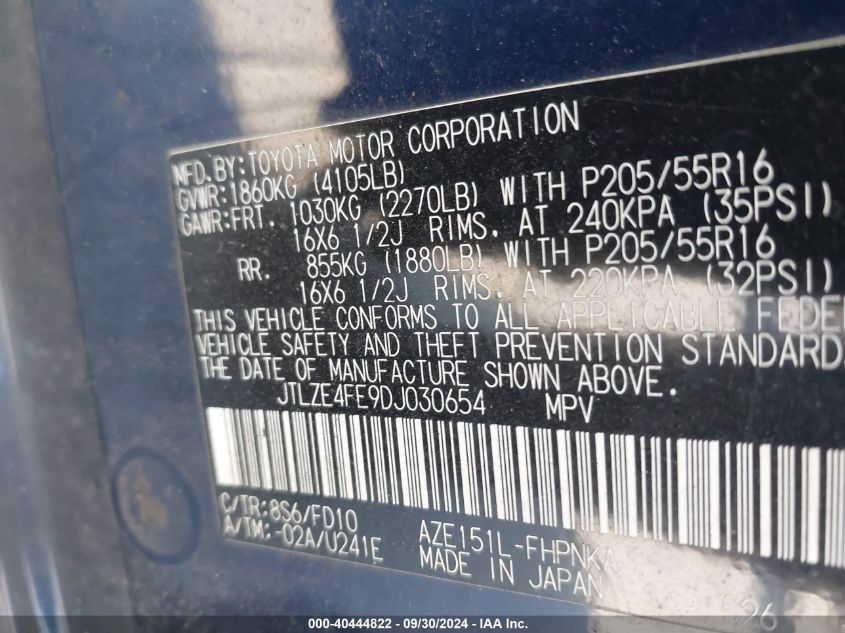 MFD.BY:TOYOTA MOTOR CORPORATION
GVWR:1860KG (4105LB)
GAWR:FRT. 1030KG (2270LB) WITH P205/55R16
16X6 1/2J RIMS. AT 240KPA (35PSI)
RR. 855KG (1880LB) WITH P205/55R16
16X6 1/2J RIMS. AT 220KPA (32PSI)
THIS VEHICLE CONFORMS TO ALL APPLICABLE FEDE
VEHICLE SAFETY AND THEFT PREVENTION STANDARDS
THE DATE OF MANUFACTURE SHOWN ABOVE.
JTLZE4FE9DJ030654 MPV
C/TR:8S6/FD10 AZE151L-FHPNKA
A/TM:-02A/U241E MADE IN JAPAN
526
000-40444822 - 09/30/2024 - IAA Inc.